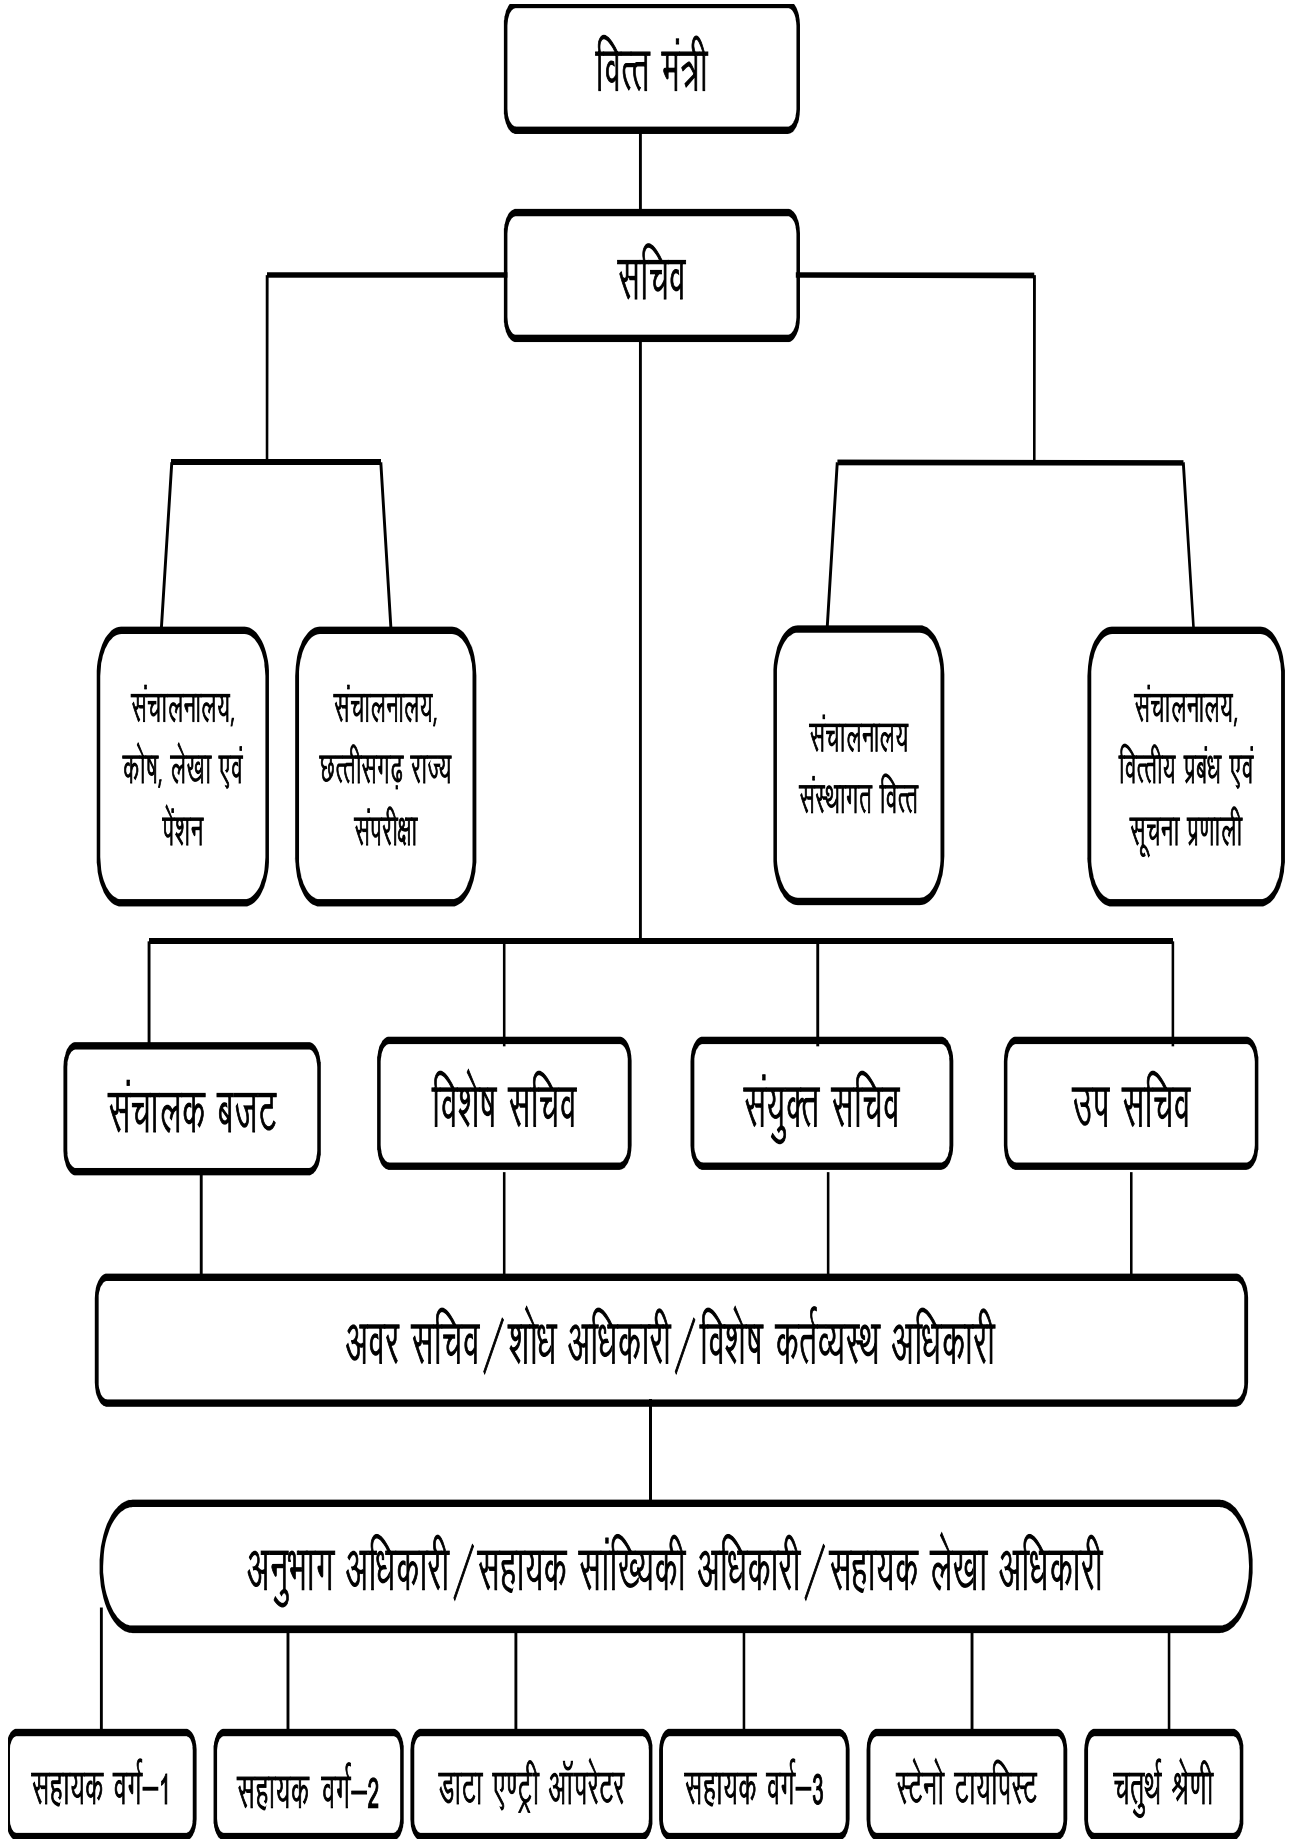 वित्त मंत्री
सचिव
संचालनालय,
कोष, लेखा एवं
पेंशन
संचालनालय,
छत्तीसगढ़ राज्य
संपरीक्षा
संचालनालय
संस्थागत वित्त
संचालनालय,
वित्तीय प्रबंध एवं
सूचना प्रणाली
संचालक बजट
विशेष सचिव
संयुक्त सचिव
उप सचिव
अवर सचिव/शोध अधिकारी/विशेष कर्तव्यस्थ अधिकारी
अनुभाग अधिकारी/सहायक सांख्यिकी अधिकारी/सहायक लेखा अधिकारी
सहायक वर्ग–1
सहायक वर्ग–2
डाटा एण्ट्री ऑपरेटर
सहायक वर्ग–3
स्टेनो टायपिस्ट
चतुर्थ श्रेणी